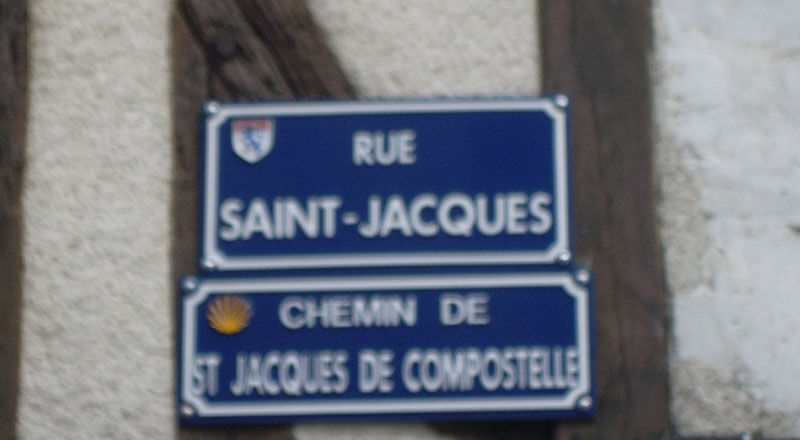 RUE
SAINT-JACQUES
CHEMIN DE
ST JACQUES DE COMPOSTELLE